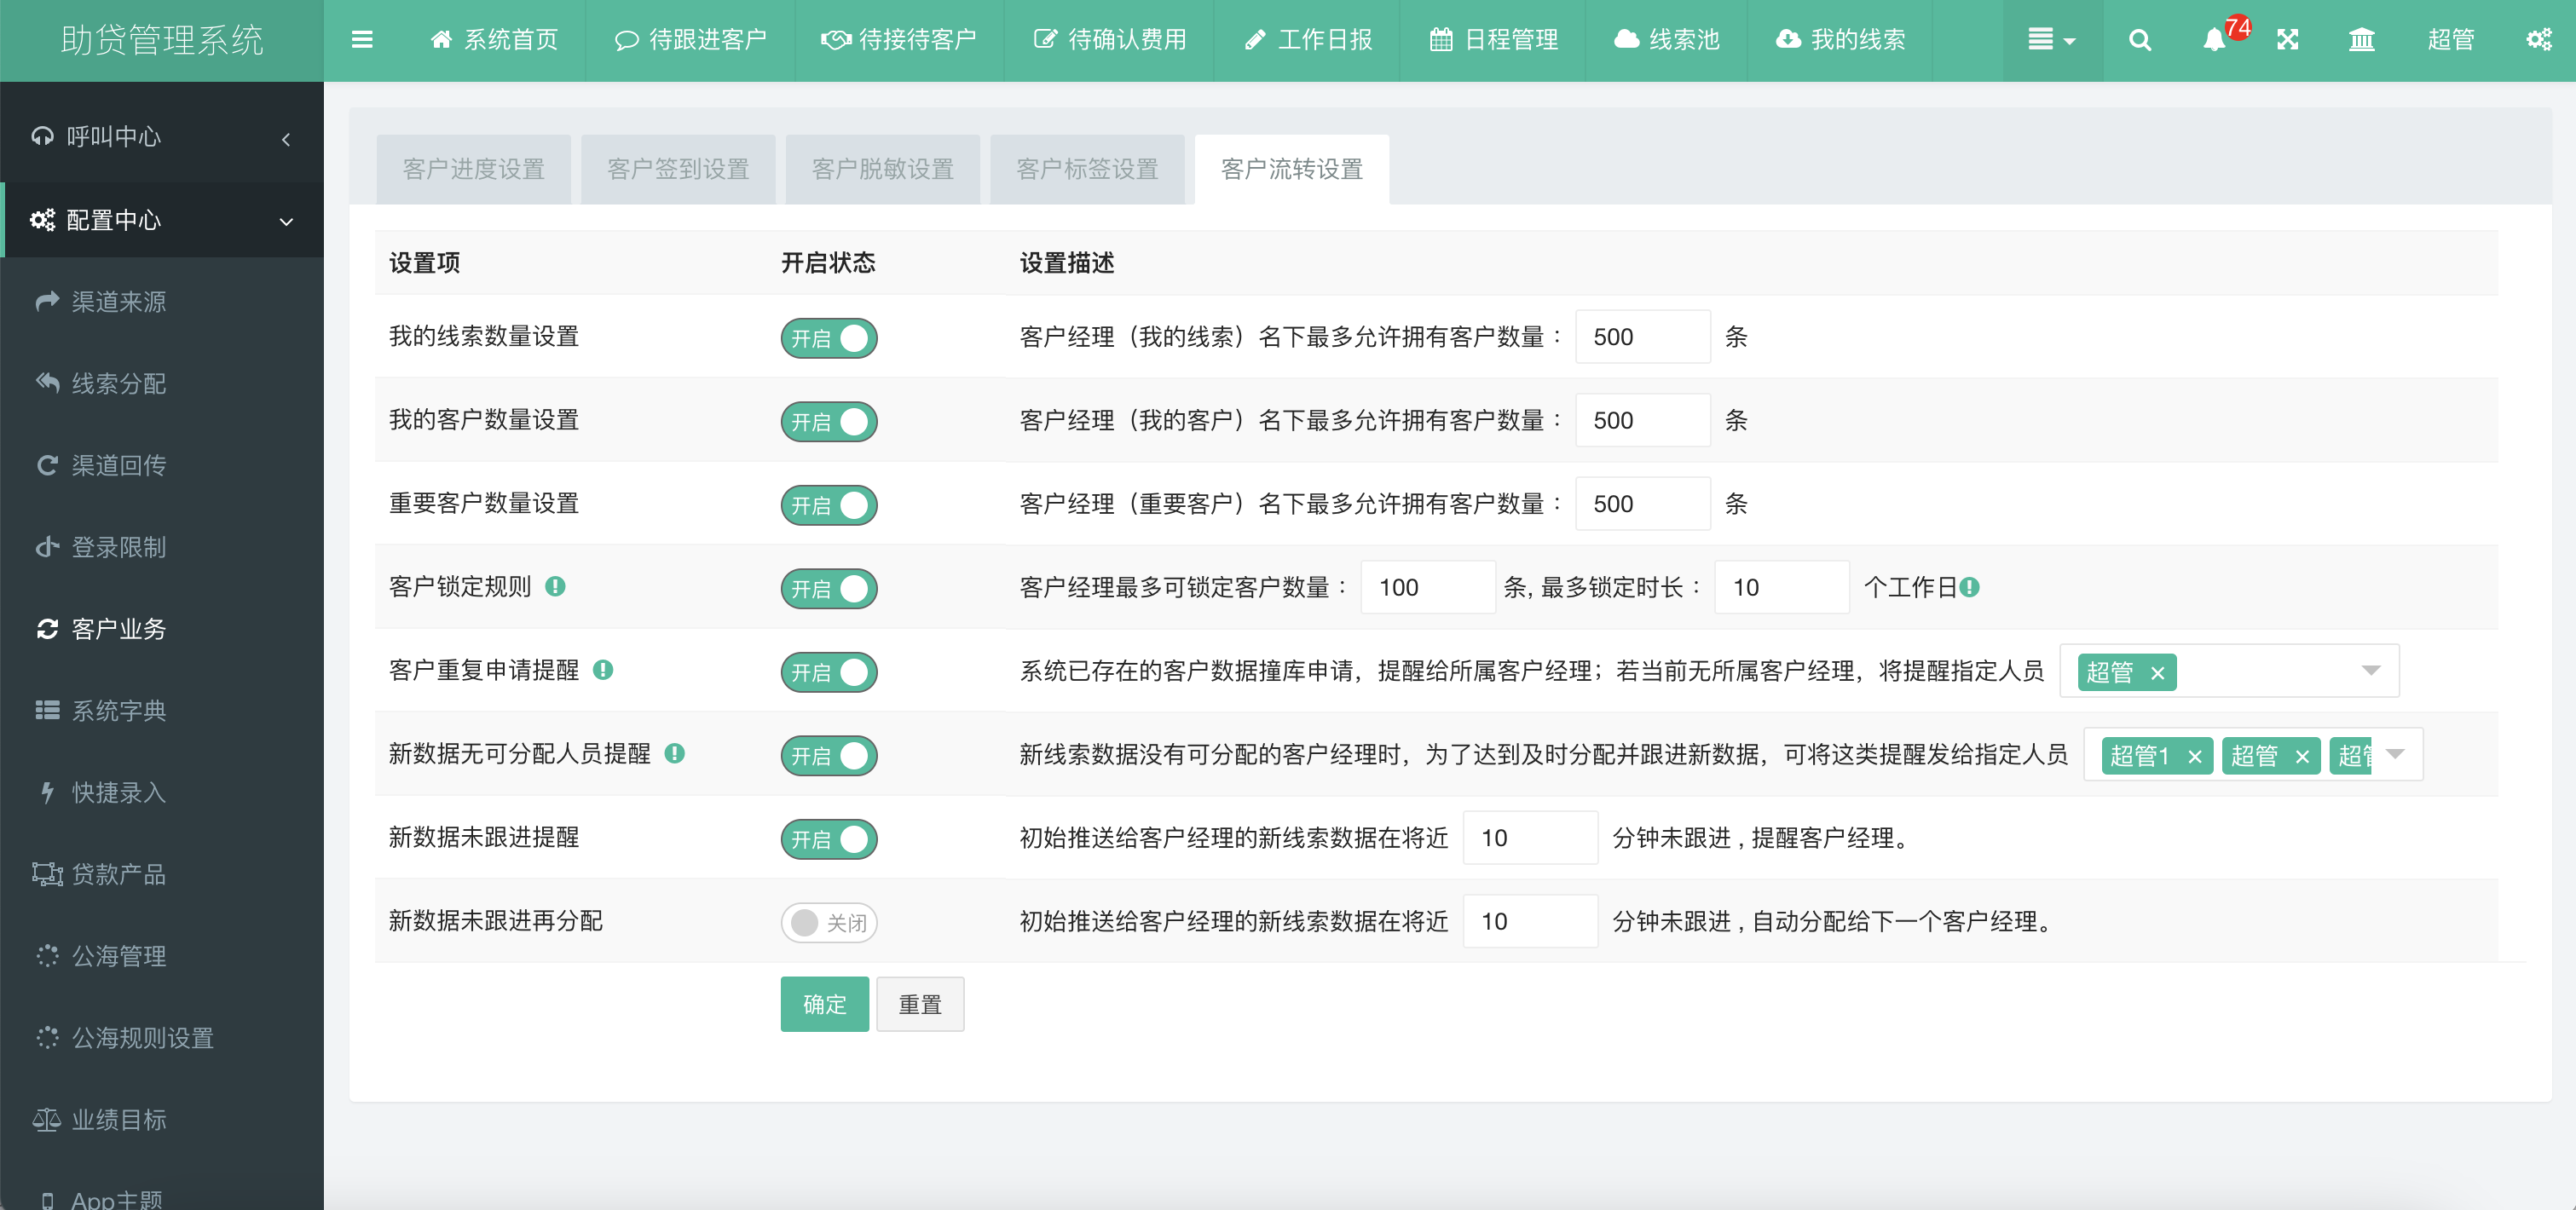 助贷管理系统
系统首页 待跟进客户 待接待客户 待确认费用 工作日报 日程管理 线索池 我的线索 74 超管
呼叫中心
配置中心
渠道来源
线索分配
渠道回传
登录限制
客户业务
系统字典
快捷录入
贷款产品
公海管理
公海规则设置
业绩目标
App主题
客户进度设置 客户签到设置 客户脱敏设置 客户标签设置 客户流转设置
设置项 开启状态 设置描述
我的线索数量设置 开启 客户经理（我的线索）名下最多允许拥有客户数量： 500 条
我的客户数量设置 开启 客户经理（我的客户）名下最多允许拥有客户数量： 500 条
重要客户数量设置 开启 客户经理（重要客户）名下最多允许拥有客户数量： 500 条
客户锁定规则 开启 客户经理最多可锁定客户数量： 100 条, 最多锁定时长： 10 个工作日
客户重复申请提醒 开启 系统已存在的客户数据撞库申请，提醒给所属客户经理；若当前无所属客户经理，将提醒指定人员 超管 ×
新数据无可分配人员提醒 开启 新线索数据没有可分配的客户经理时，为了达到及时分配并跟进新数据，可将这类提醒发给指定人员 超管1 × 超管 × 超管
新数据未跟进提醒 开启 初始推送给客户经理的新线索数据在将近 10 分钟未跟进 , 提醒客户经理。
新数据未跟进再分配 关闭 初始推送给客户经理的新线索数据在将近 10 分钟未跟进 , 自动分配给下一个客户经理。
确定 重置